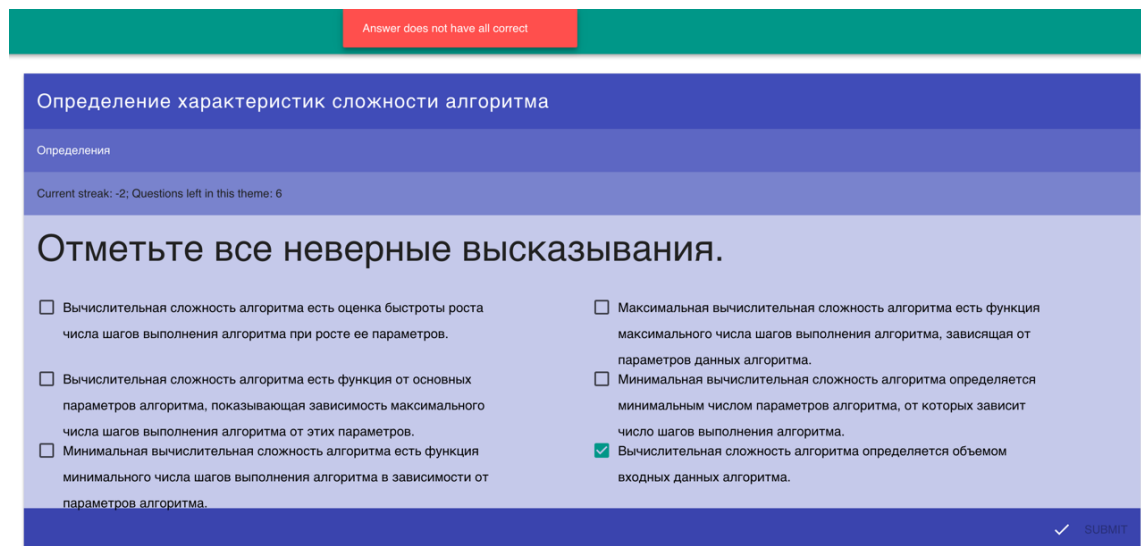 Answer does not have all correct
Определение характеристик сложности алгоритма
Определения
Current streak: -2; Questions left in this theme: 6
Отметьте все неверные высказывания.
Вычислительная сложность алгоритма есть оценка быстроты роста
числа шагов выполнения алгоритма при росте ее параметров.
Максимальная вычислительная сложность алгоритма есть функция
максимального числа шагов выполнения алгоритма, зависящая от
параметров данных алгоритма.
Вычислительная сложность алгоритма есть функция от основных
параметров алгоритма, показывающая зависимость максимального
числа шагов выполнения алгоритма от этих параметров.
Минимальная вычислительная сложность алгоритма определяется
минимальным числом параметров алгоритма, от которых зависит
число шагов выполнения алгоритма.
Минимальная вычислительная сложность алгоритма есть функция
минимального числа шагов выполнения алгоритма в зависимости от
параметров алгоритма.
Вычислительная сложность алгоритма определяется объемом
входных данных алгоритма.
SUBMIT